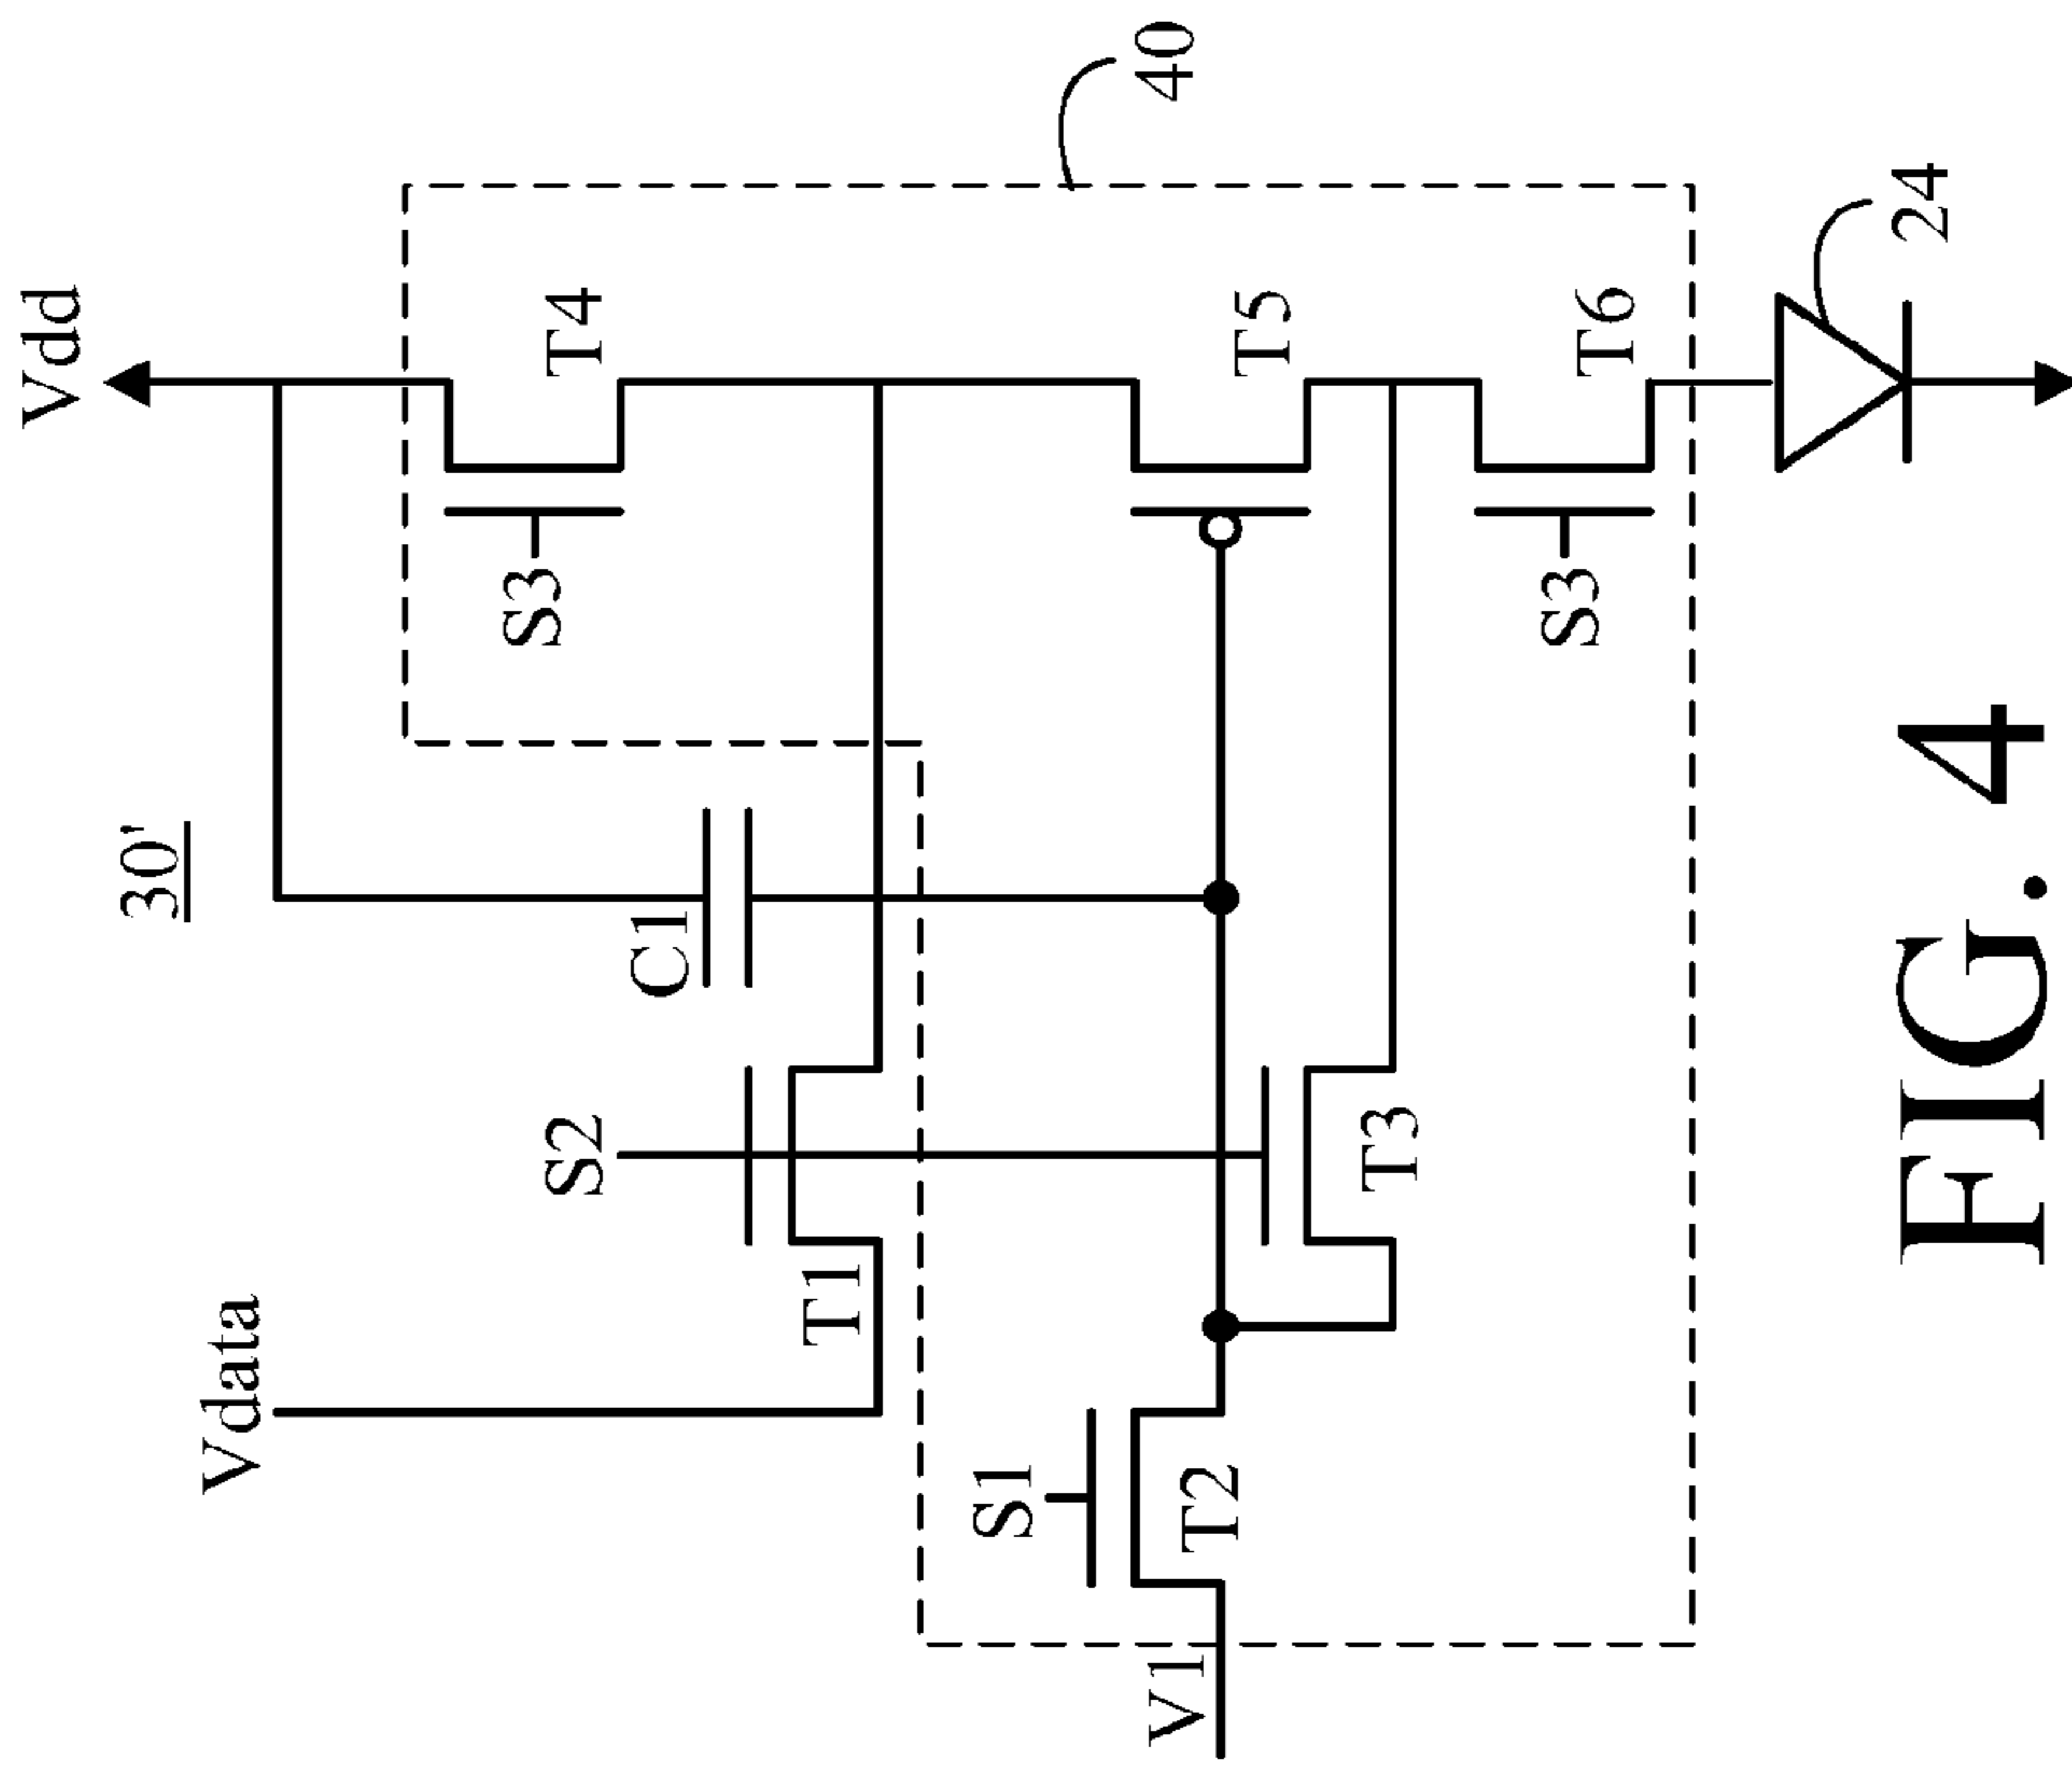 30'
Vdd
Vdata
S2
C1
S3
T4
40
T1
S1
V1
T2
T3
T5
S3
T6
24
FIG. 4